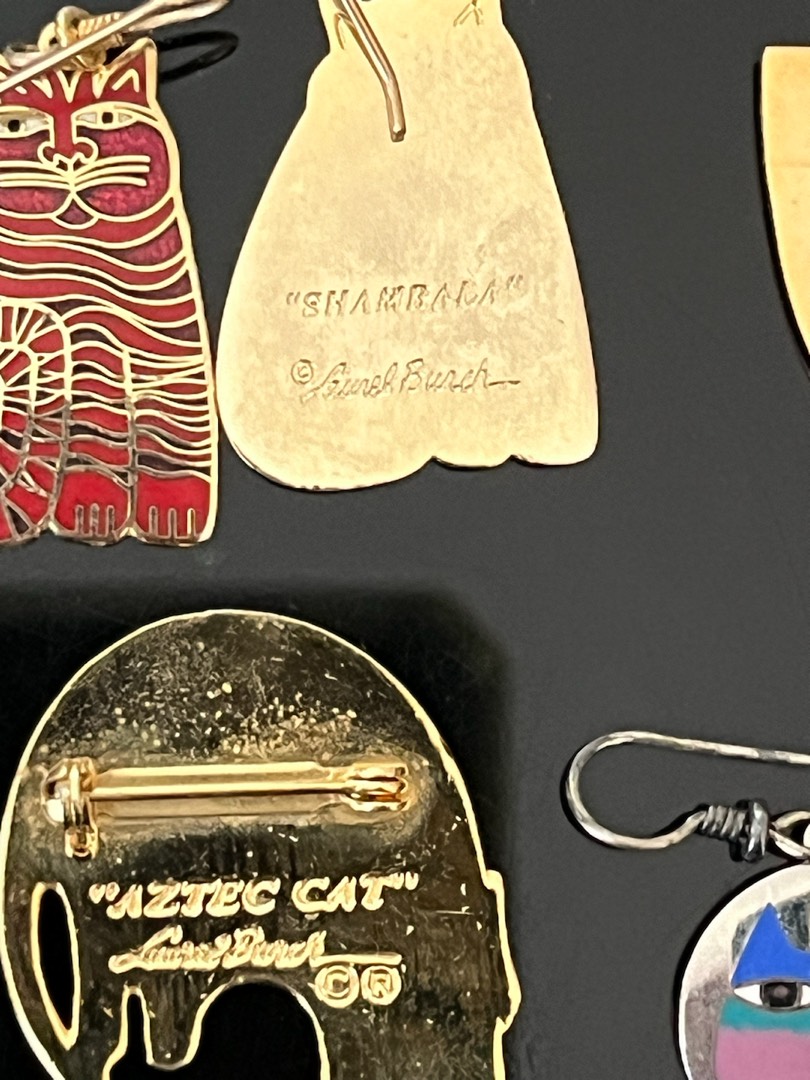 "SHAMBALA"
© Laurel Burch
"AZTEC CAT"
Laurel Burch
© ®